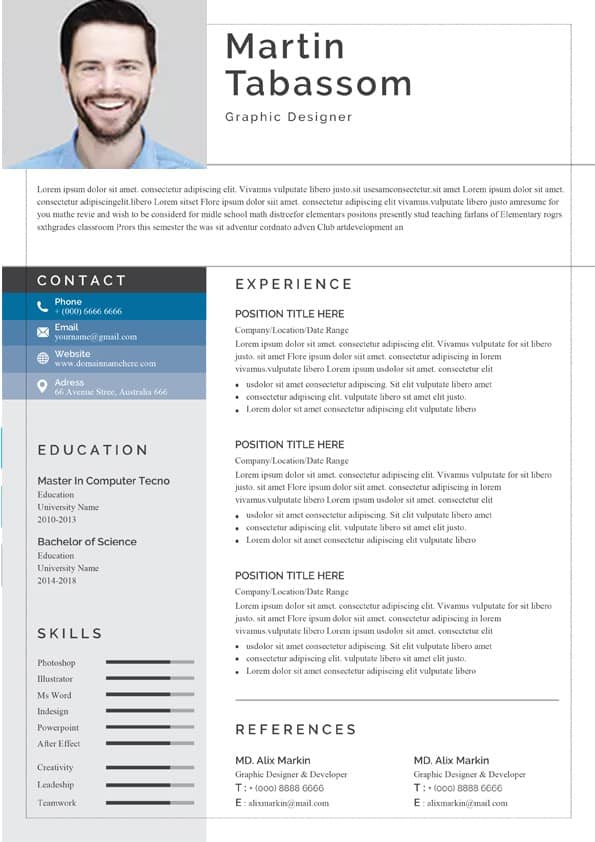 Martin
Tabassom
Graphic Designer
Lorem ipsum dolor sit amet. consectetur adipiscing elit. Vivamus vulputate libero justo.sit usesamconsectetur.sit amet Lorem ipsum dolor sit amet.
consectetur adipiscingelit.libero Lorem sitset Flore ipsum dolor siit amet. consectetur adipiscing elit vivamus.vulputate libero justo amresume for
you mathe revie and wish to be considerd for midle school math distrcefor elementars positons presently stud teaching farlans of Elementary rogrs
sxthgrades classroom Prors this semester the was sit adventur cordnato adven Club artdevelopment an
CONTACT
Phone
+ (000) 6666 6666
Email
yourname@gmail.com
Website
www.domainnamehere.com
Adress
66 Avenue Stree, Australia 666
EDUCATION
Master In Computer Tecno
Education
University Name
2010-2013
Bachelor of Science
Education
University Name
2014-2018
SKILLS
Photoshop
Illustrator
Ms Word
Indesign
Powerpoint
After Effect
Creativity
Leadeship
Teamwork
EXPERIENCE
POSITION TITLE HERE
Company/Location/Date Range
Lorem ipsum dolor sit amet. consectetur adipiscing elit. Vivamus vulputate for sit libero
justo. sit amet Flore ipsum dolor siit amet. consectetur adipiscing in lorem
vivamus.vulputate libero Lorem ipsum consectetur elit
• usdolor sit amet consectetur adipiscing. Sit elit vulputate libero amet
• consectetur adipiscing elit. vulputate libero sit amet elit justo.
• Lorem dolor sit amet consectetur adipiscing elit vulputate libero
POSITION TITLE HERE
Company/Location/Date Range
Lorem ipsum dolor sit amet. consectetur adipiscing elit. Vivamus vulputate for sit libero
justo. sit amet Flore ipsum dolor siit amet. consectetur adipiscing in lorem
vivamus.vulputate libero Lorem ipsum consectetur elit
• usdolor sit amet consectetur adipiscing. Sit elit vulputate libero amet
• consectetur adipiscing elit. vulputate libero sit amet elit justo.
• Lorem dolor sit amet consectetur adipiscing elit vulputate libero
POSITION TITLE HERE
Company/Location/Date Range
Lorem ipsum dolor sit amet. consectetur adipiscing elit. Vivamus vulputate for sit libero
justo. sit amet Flore ipsum dolor siit amet. consectetur adipiscing in lorem
vivamus.vulputate libero Lorem ipsum consectetur elit
• usdolor sit amet consectetur adipiscing. Sit elit vulputate libero amet
• consectetur adipiscing elit. vulputate libero sit amet elit justo.
• Lorem dolor sit amet consectetur adipiscing elit vulputate libero
REFERENCES
MD. Alix Markin
Graphic Designer & Developer
T : + (000) 8888 6666
E : alixmarkin@mail.com
MD. Alix Markin
Graphic Designer & Developer
T : + (000) 8888 6666
E : alixmarkin@mail.com